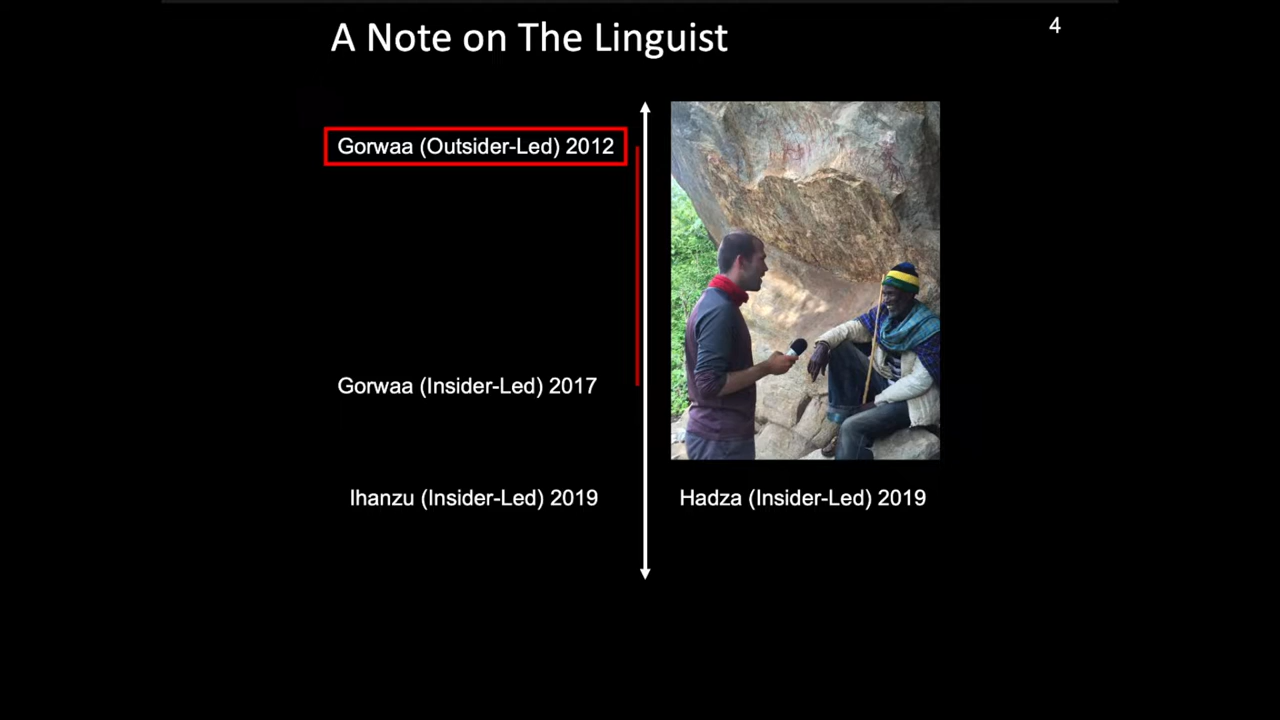 A Note on The Linguist
4
Gorwaa (Outsider-Led) 2012
Gorwaa (Insider-Led) 2017
Ihanzu (Insider-Led) 2019
Hadza (Insider-Led) 2019